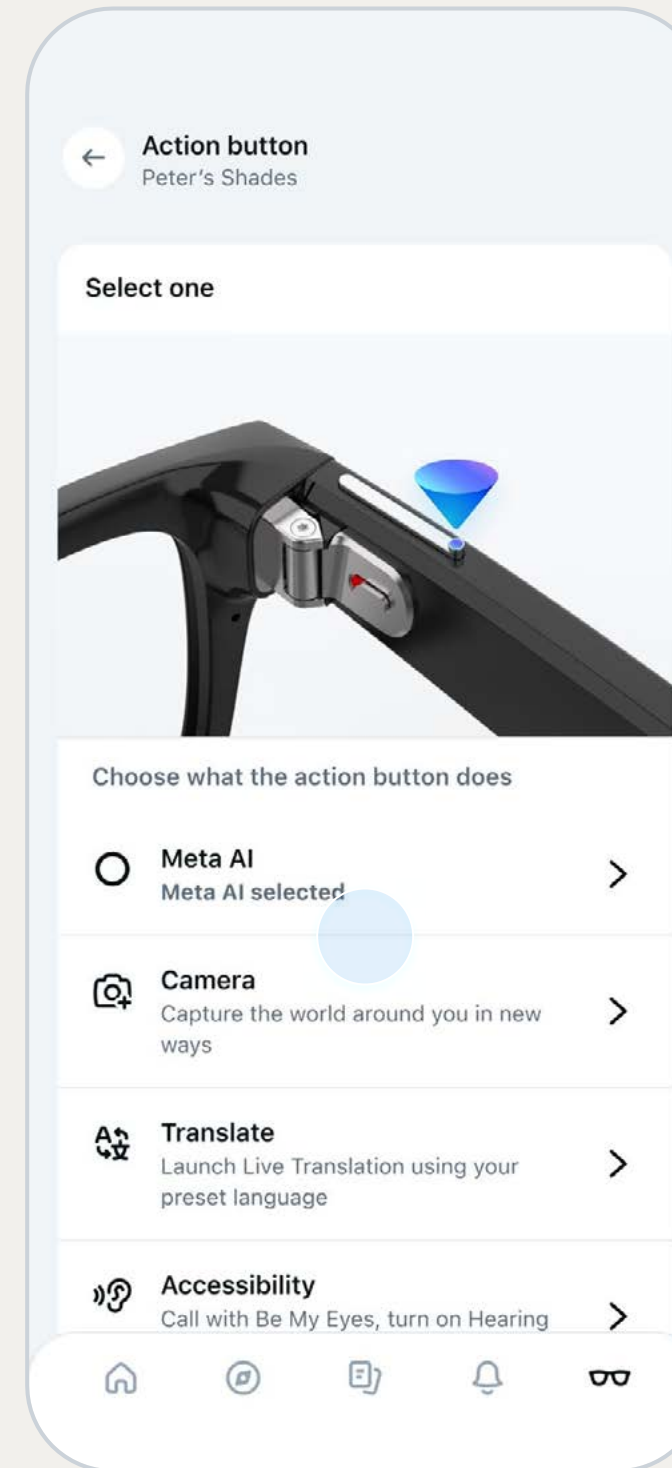 Action button
Peter's Shades
Select one
Choose what the action button does
Meta AI
Meta AI selected
Camera
Capture the world around you in new
ways
Translate
Launch Live Translation using your
preset language
Accessibility
Call with Be My Eyes, turn on Hearing